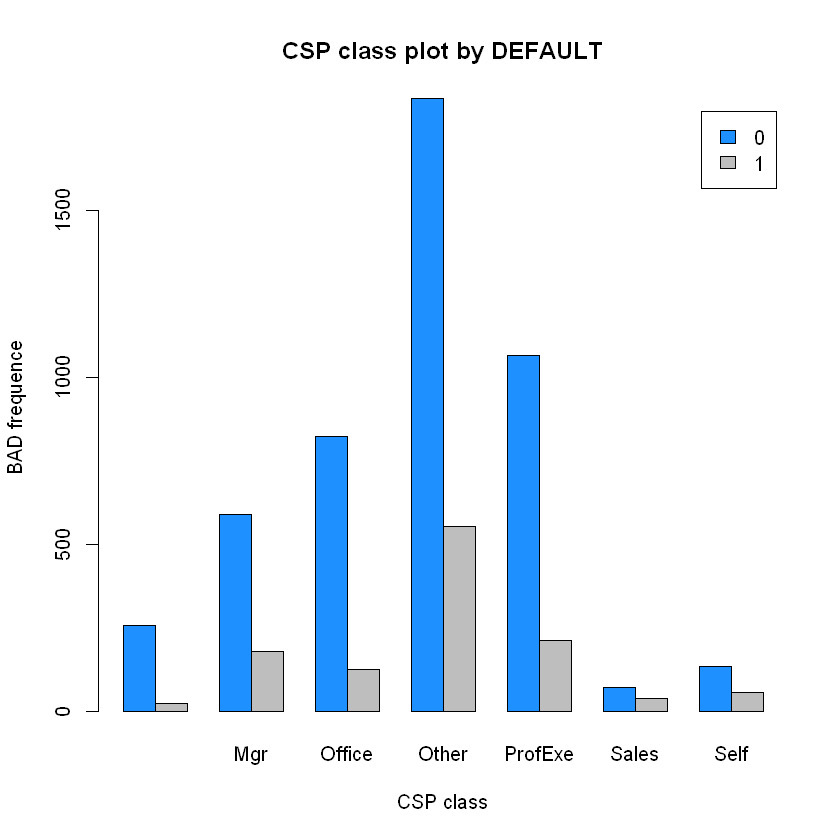 CSP class plot by DEFAULT
0
1
BAD frequence
1500
1000
500
0
Mgr Office Other ProfExe Sales Self
CSP class